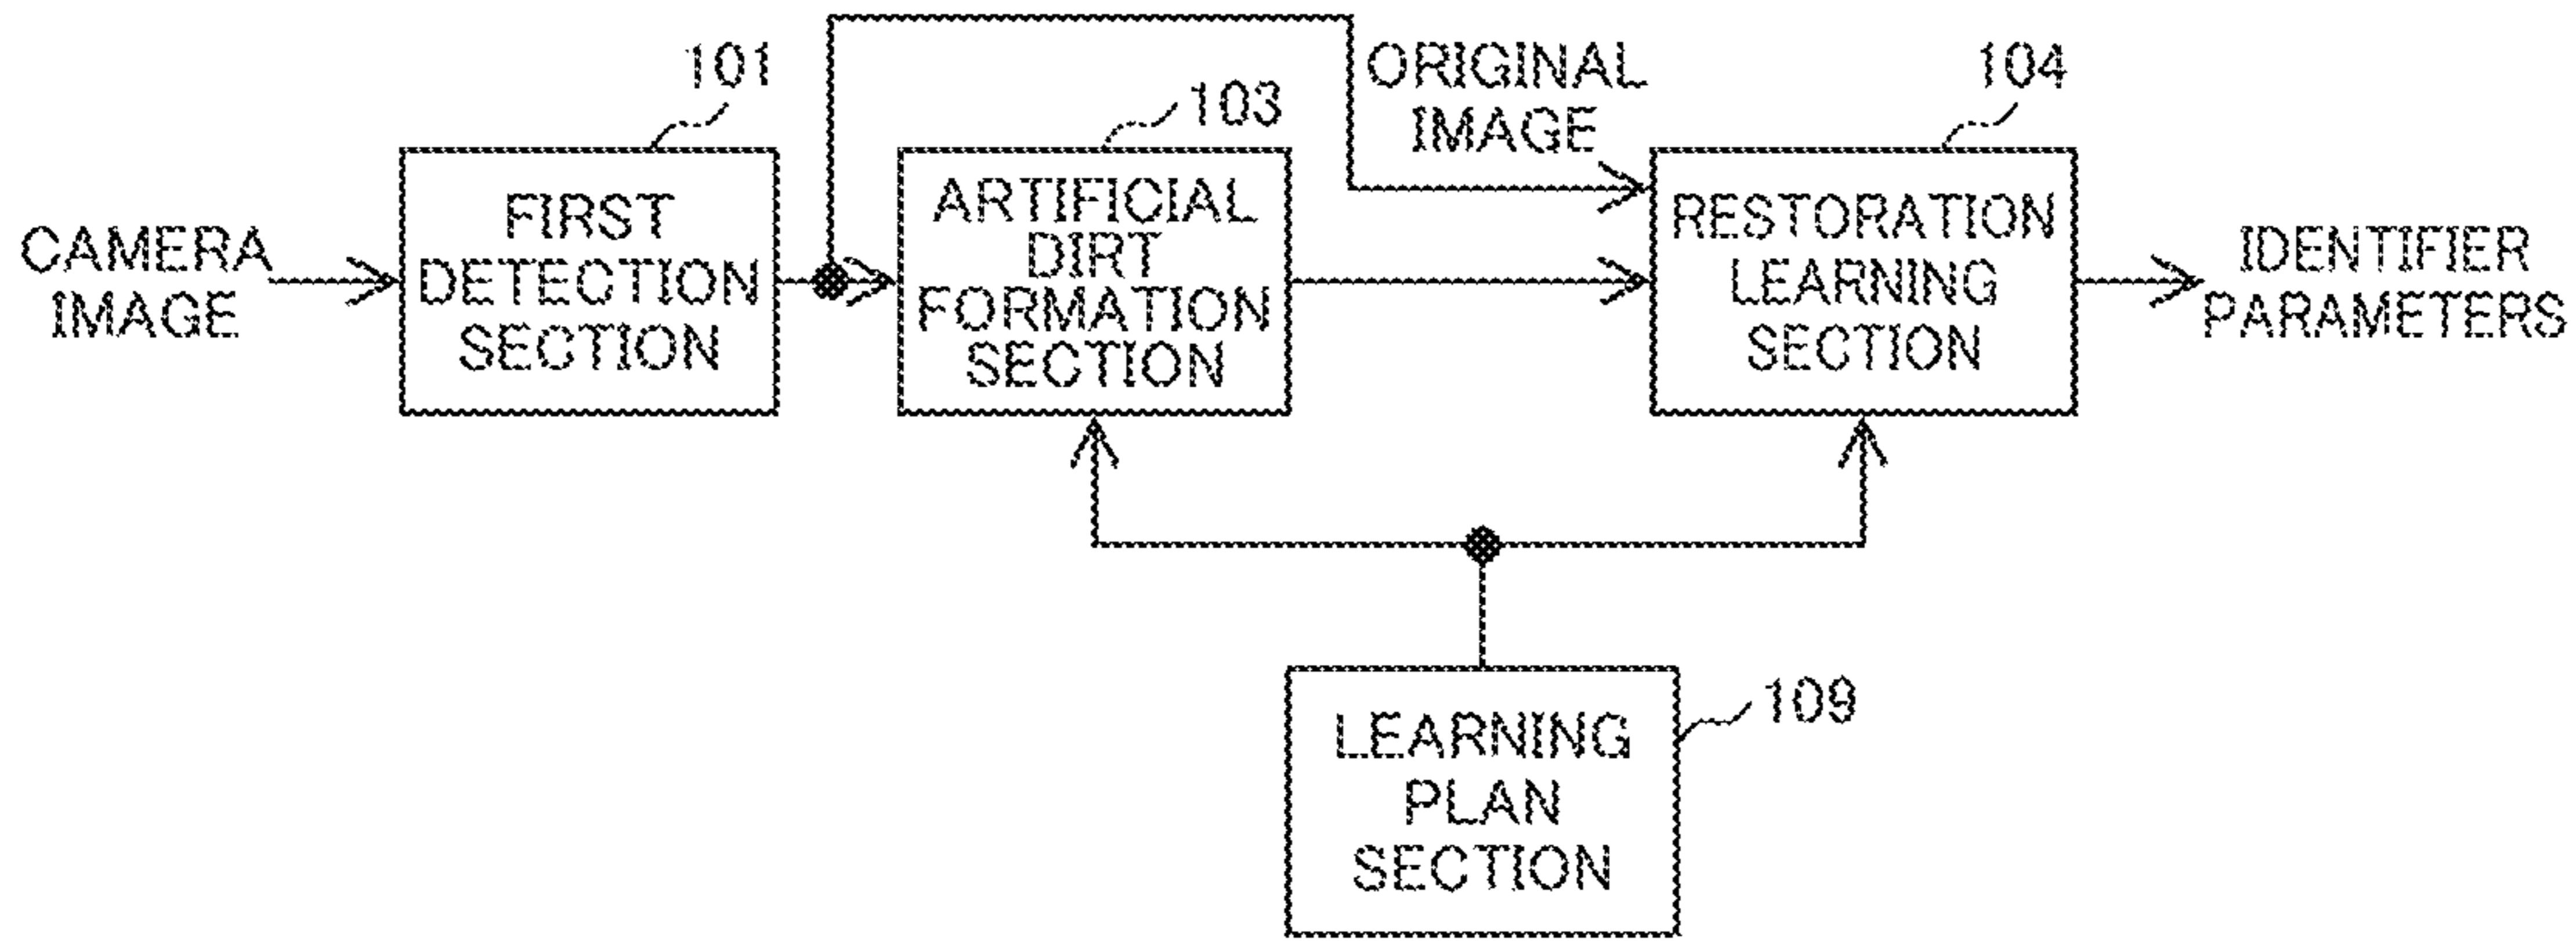 101
103
ORIGINAL
IMAGE
104
CAMERA
IMAGE
FIRST
DETECTION
SECTION
ARTIFICIAL
DIRT
FORMATION
SECTION
RESTORATION
LEARNING
SECTION
IDENTIFIER
PARAMETERS
LEARNING
PLAN
SECTION
109